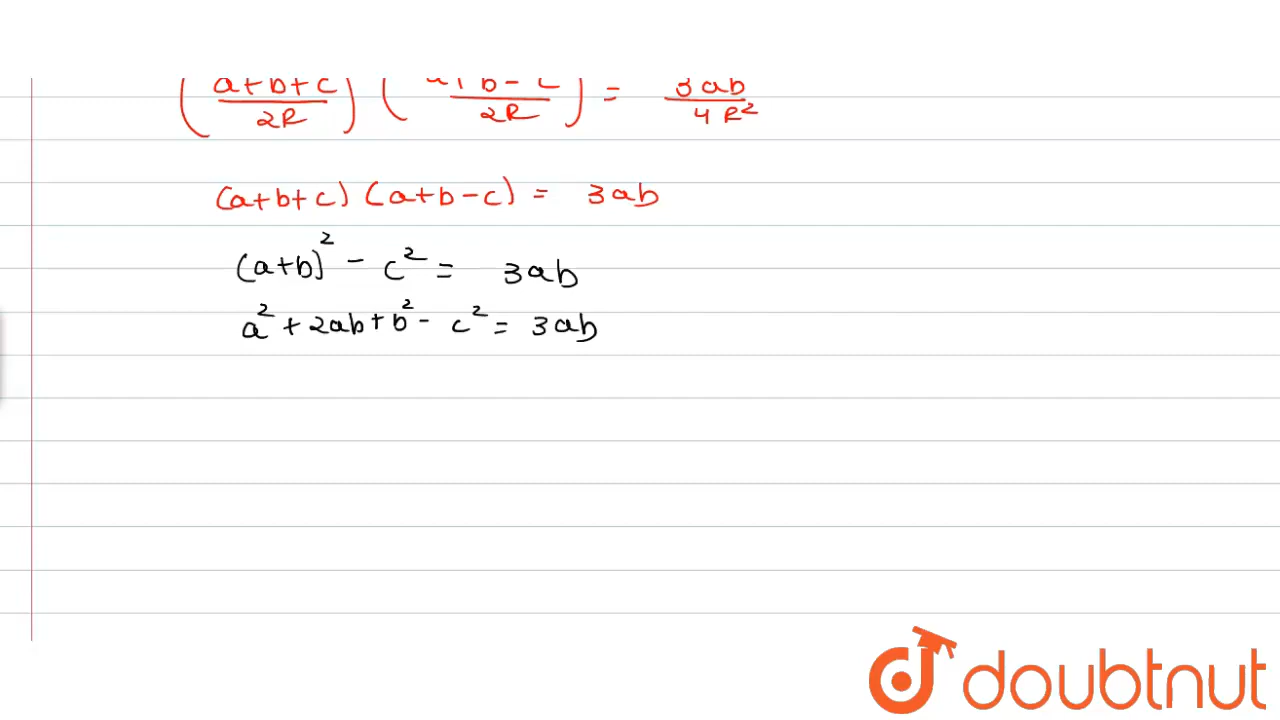 (a+b+c/2R) (a+b-c/2R) = 3ab/4R²
(a+b+c) (a+b-c) = 3ab
(a+b)² - c² = 3ab
a² + 2ab + b² - c² = 3ab
doubtnut